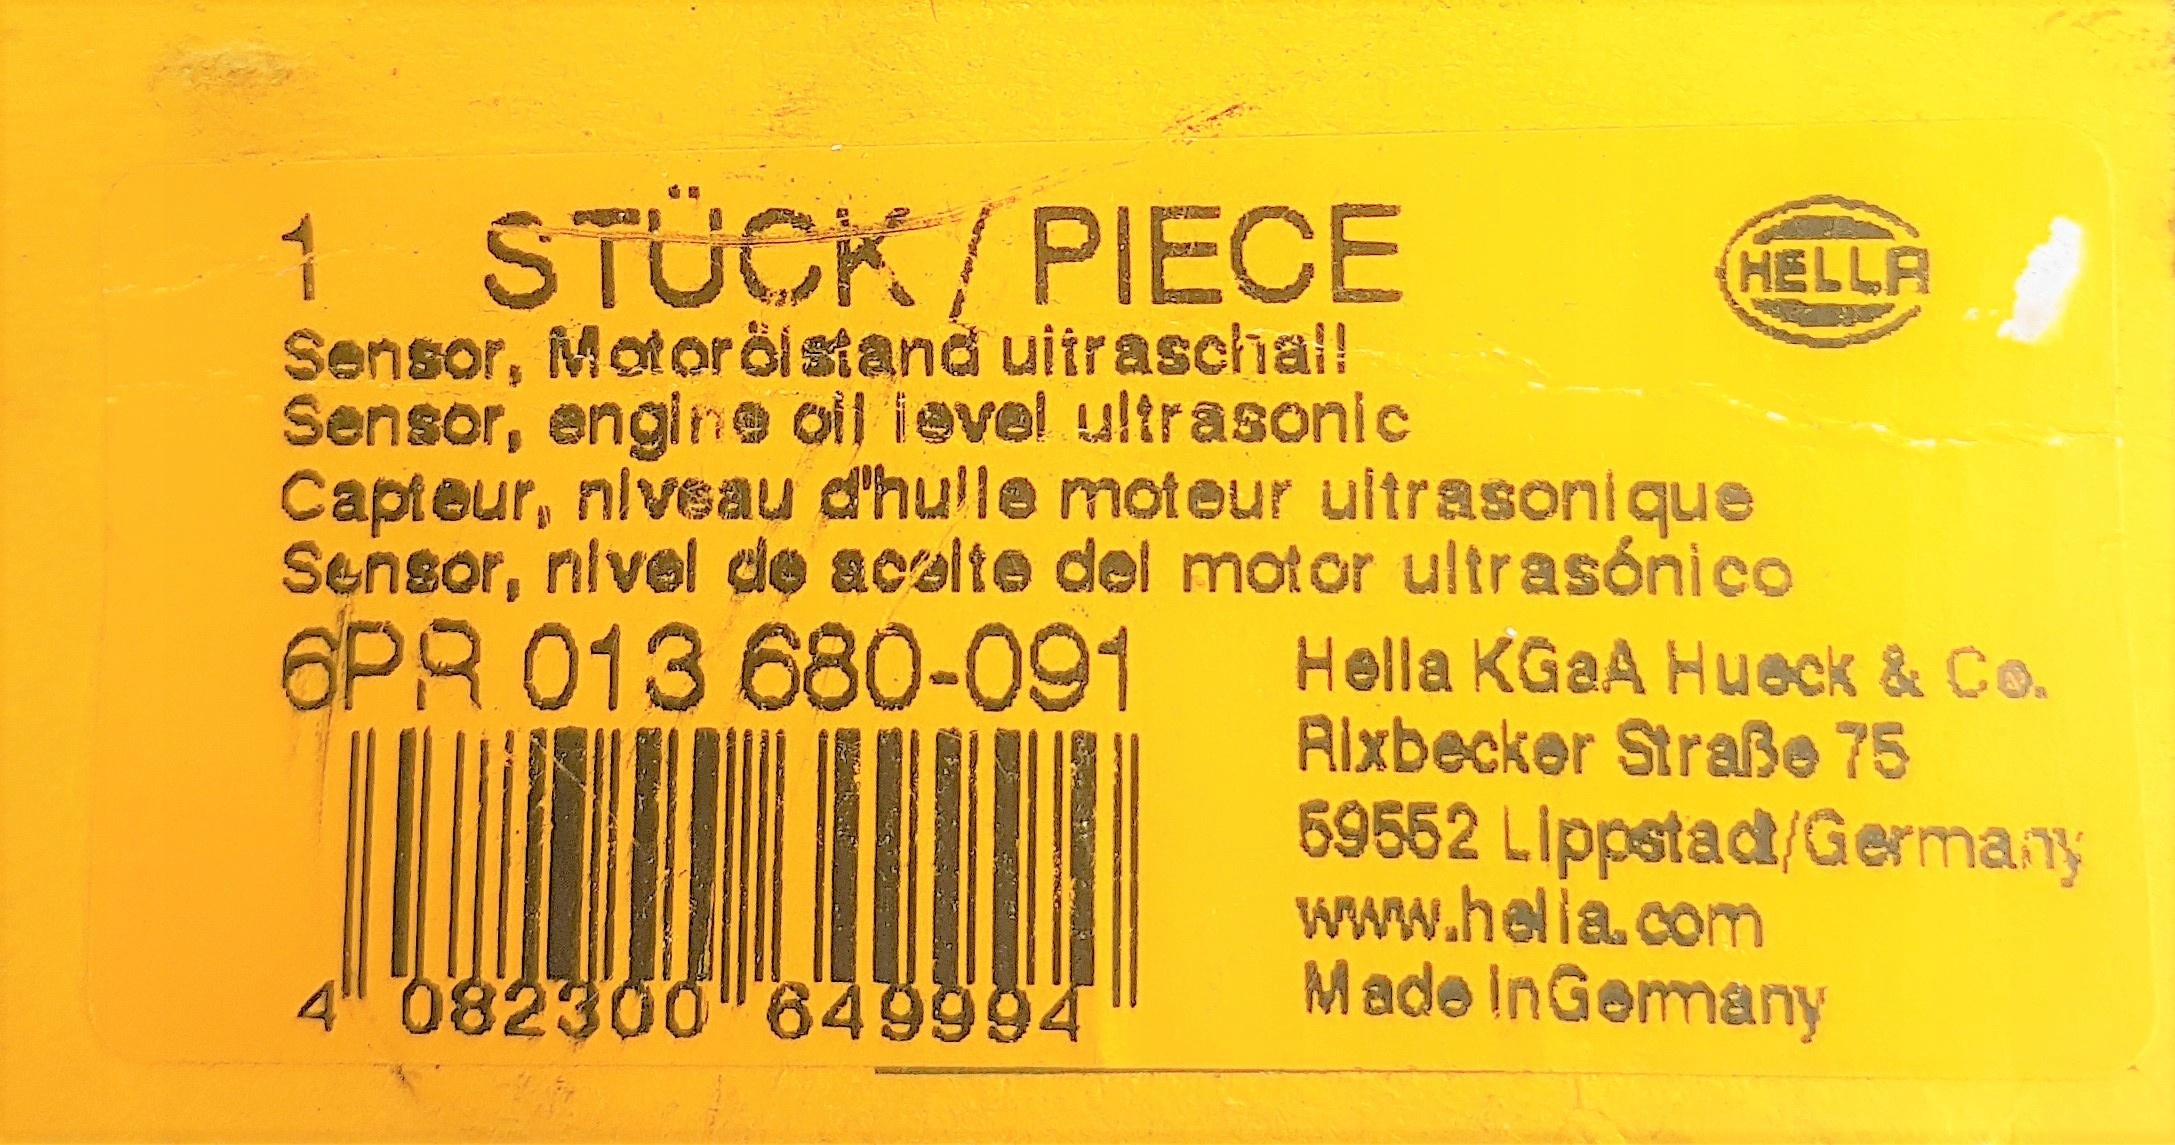 1 STÜCK / PIECE
HELLA
Sensor, Motorölstand ultraschall
Sensor, engine oil level ultrasonic
Capteur, niveau d'huile moteur ultrasonique
Sensor, nivel de aceite del motor ultrasónico
6PR 013 680-091
Hella KGaA Hueck & Co.
Rixbecker Straße 75
59552 Lippstadt/Germany
www.hella.com
Made in Germany
4 082300 649994